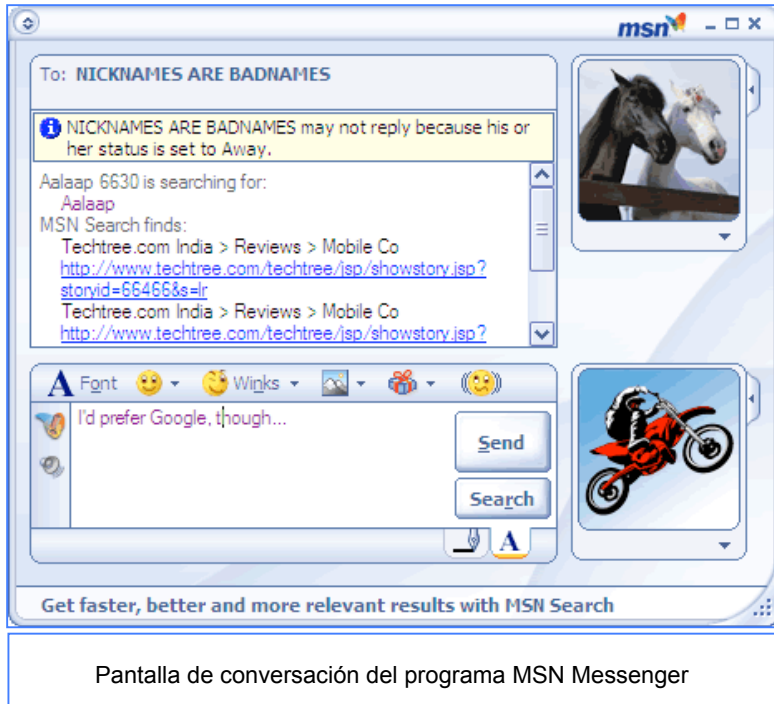 msn
To: NICKNAMES ARE BADNAMES
NICKNAMES ARE BADNAMES may not reply because his or
her status is set to Away.
Aalaap 6630 is searching for:
Aalaap
MSN Search finds:
Techtree.com India > Reviews > Mobile Co
http://www.techtree.com/techtree/jsp/showstory.jsp?
storyid=66466&s=lr
Techtree.com India > Reviews > Mobile Co
http://www.techtree.com/techtree/jsp/showstory.jsp?
A Font Winks
I'd prefer Google, though...
Send
Search
A
Get faster, better and more relevant results with MSN Search
Pantalla de conversación del programa MSN Messenger